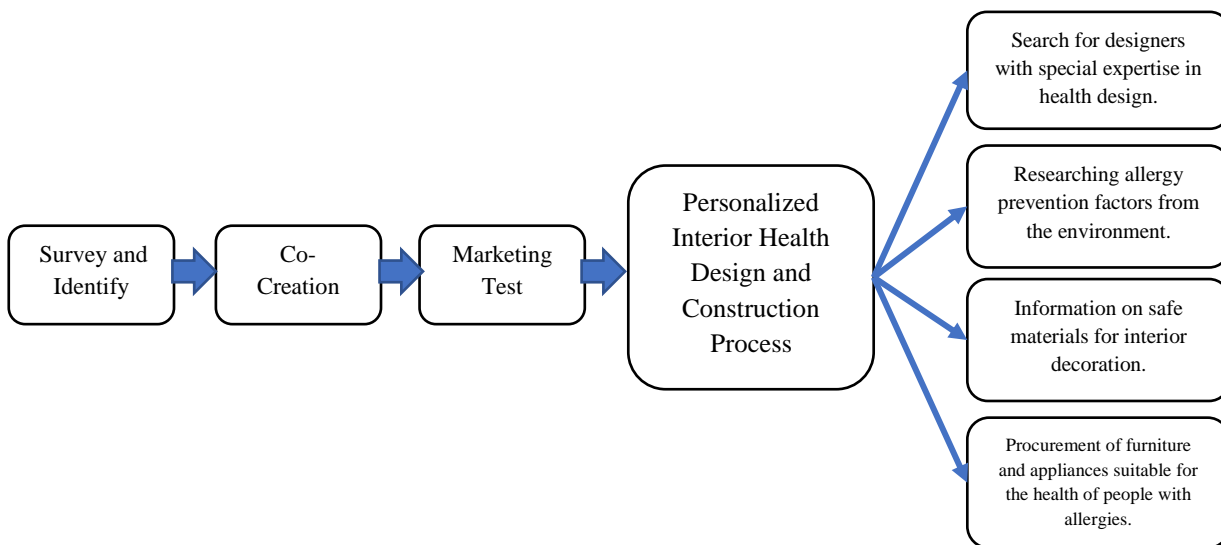 Survey and
Identify
Co-
Creation
Marketing
Test
Personalized
Interior Health
Design and
Construction
Process
Search for designers
with special expertise in
health design.
Researching allergy
prevention factors from
the environment.
Information on safe
materials for interior
decoration.
Procurement of furniture
and appliances suitable for
the health of people with
allergies.